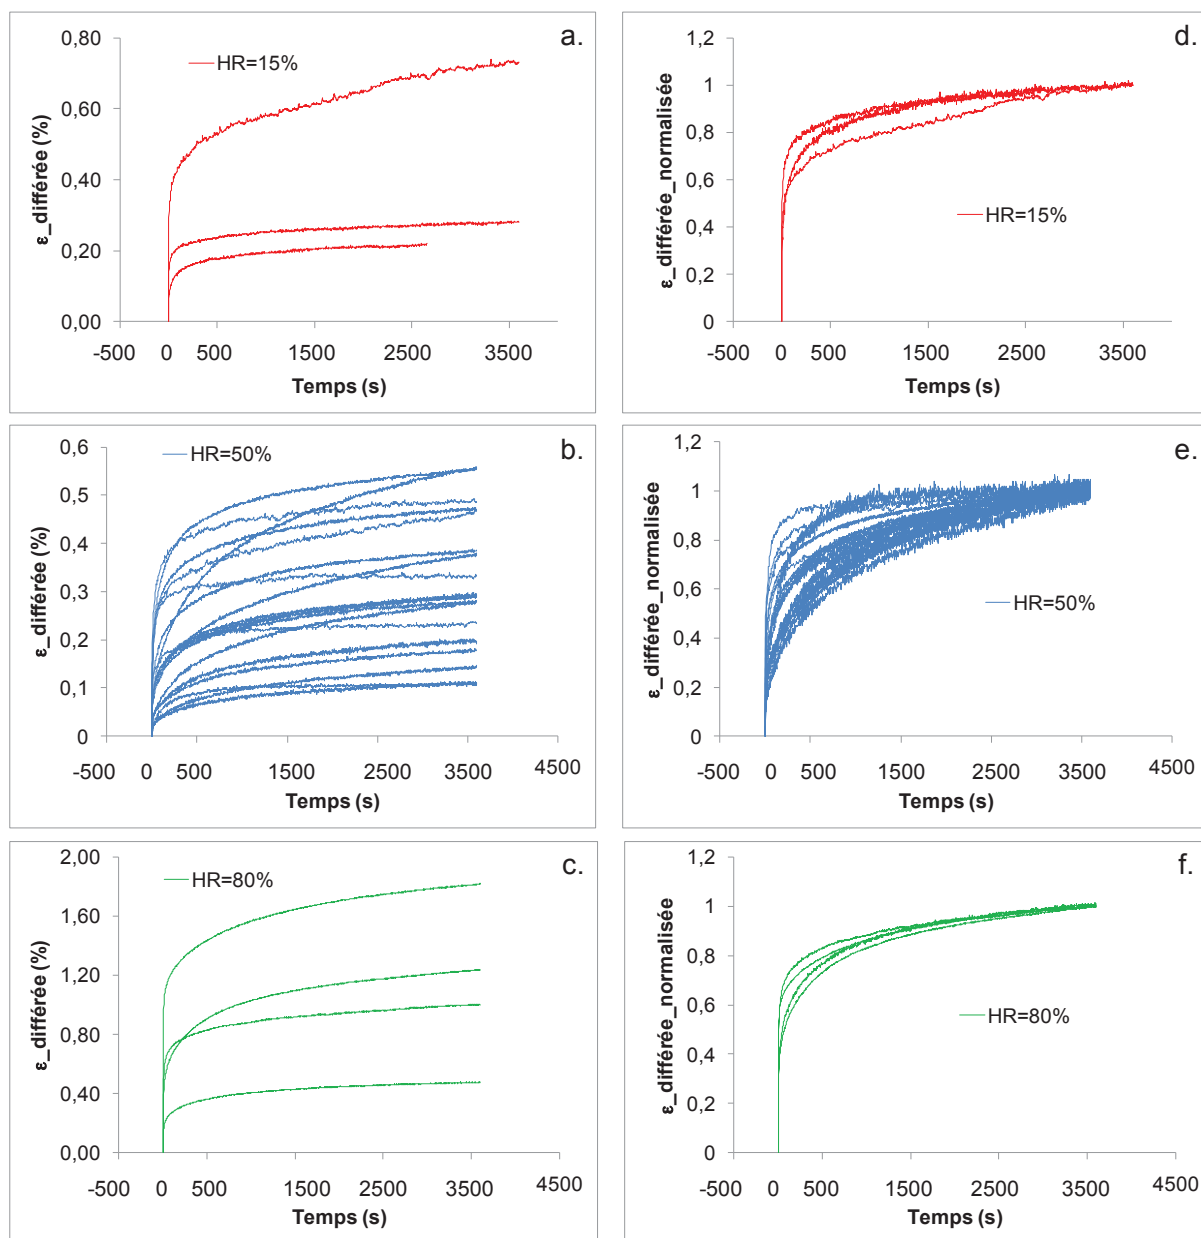 a.
HR=15%
ε_différée (%)
0,80
0,60
0,40
0,20
0,00
-500 0 500 1500 2500 3500
Temps (s)
d.
HR=15%
ε_différée_normalisée
1,2
1
0,8
0,6
0,4
0,2
0
-500 0 500 1500 2500 3500
Temps (s)
b.
HR=50%
ε_différée (%)
0,6
0,5
0,4
0,3
0,2
0,1
0
-500 0 500 1500 2500 3500 4500
Temps (s)
e.
HR=50%
ε_différée_normalisée
1,2
1
0,8
0,6
0,4
0,2
0
-500 0 500 1500 2500 3500 4500
Temps (s)
c.
HR=80%
ε_différée (%)
2,00
1,60
1,20
0,80
0,40
0,00
-500 0 500 1500 2500 3500 4500
Temps (s)
f.
HR=80%
ε_différée_normalisée
1,2
1
0,8
0,6
0,4
0,2
0
-500 0 500 1500 2500 3500 4500
Temps (s)